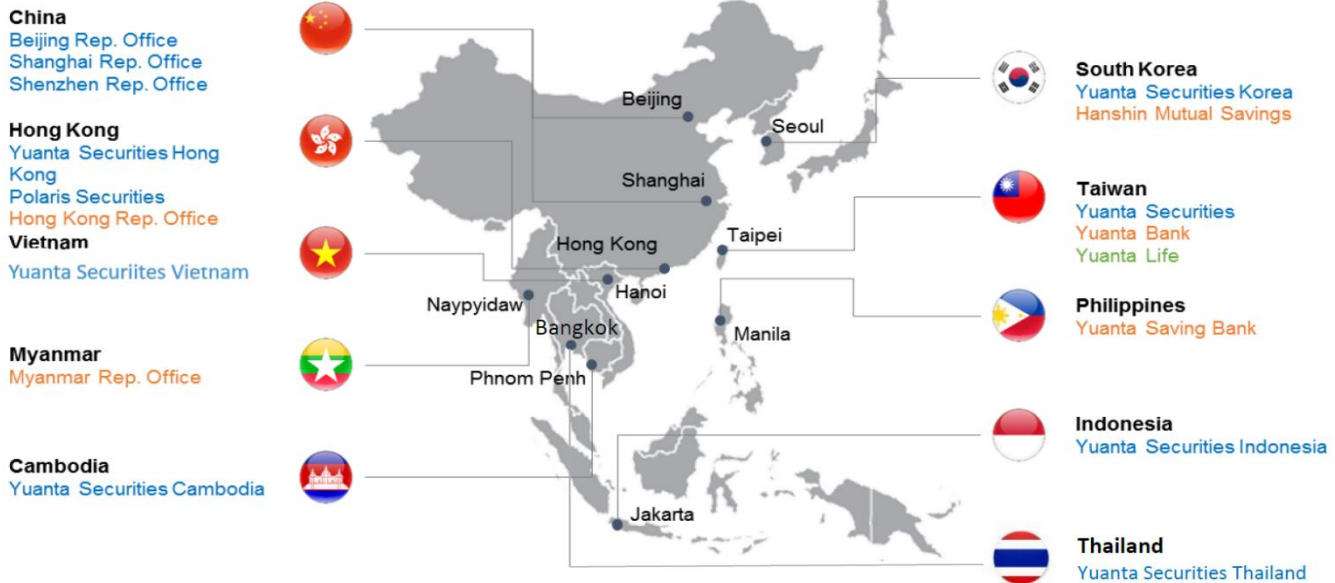 China
Beijing Rep. Office
Shanghai Rep. Office
Shenzhen Rep. Office
Hong Kong
Yuanta Securities Hong
Kong
Polaris Securities
Hong Kong Rep. Office
Vietnam
Yuanta Securiites Vietnam
Myanmar
Myanmar Rep. Office
Cambodia
Yuanta Securities Cambodia
Beijing
Seoul
Shanghai
Hong Kong
Taipei
Hanoi
Naypyidaw
Bangkok
Manila
Phnom Penh
Jakarta
South Korea
Yuanta Securities Korea
Hanshin Mutual Savings
Taiwan
Yuanta Securities
Yuanta Bank
Yuanta Life
Philippines
Yuanta Saving Bank
Indonesia
Yuanta Securities Indonesia
Thailand
Yuanta Securities Thailand